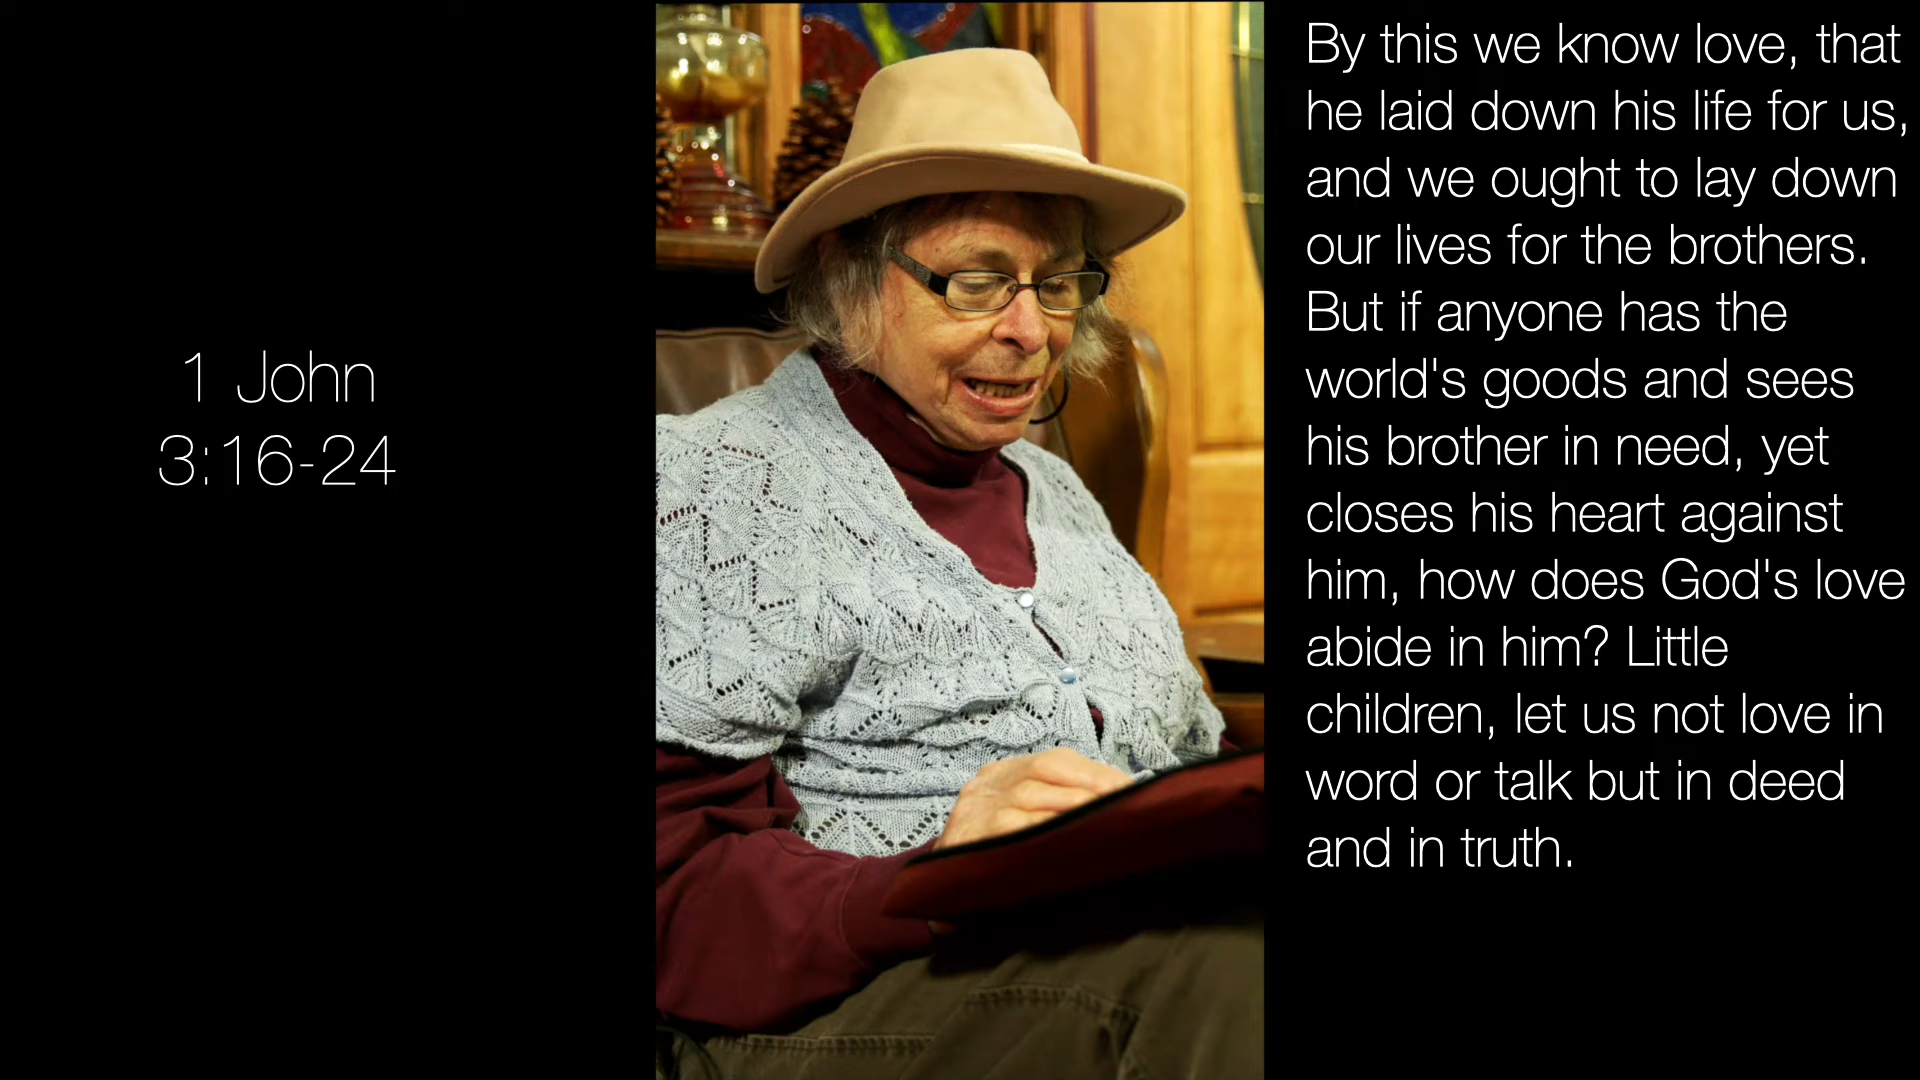 1 John
3:16-24
By this we know love, that
he laid down his life for us,
and we ought to lay down
our lives for the brothers.
But if anyone has the
world's goods and sees
his brother in need, yet
closes his heart against
him, how does God's love
abide in him? Little
children, let us not love in
word or talk but in deed
and in truth.